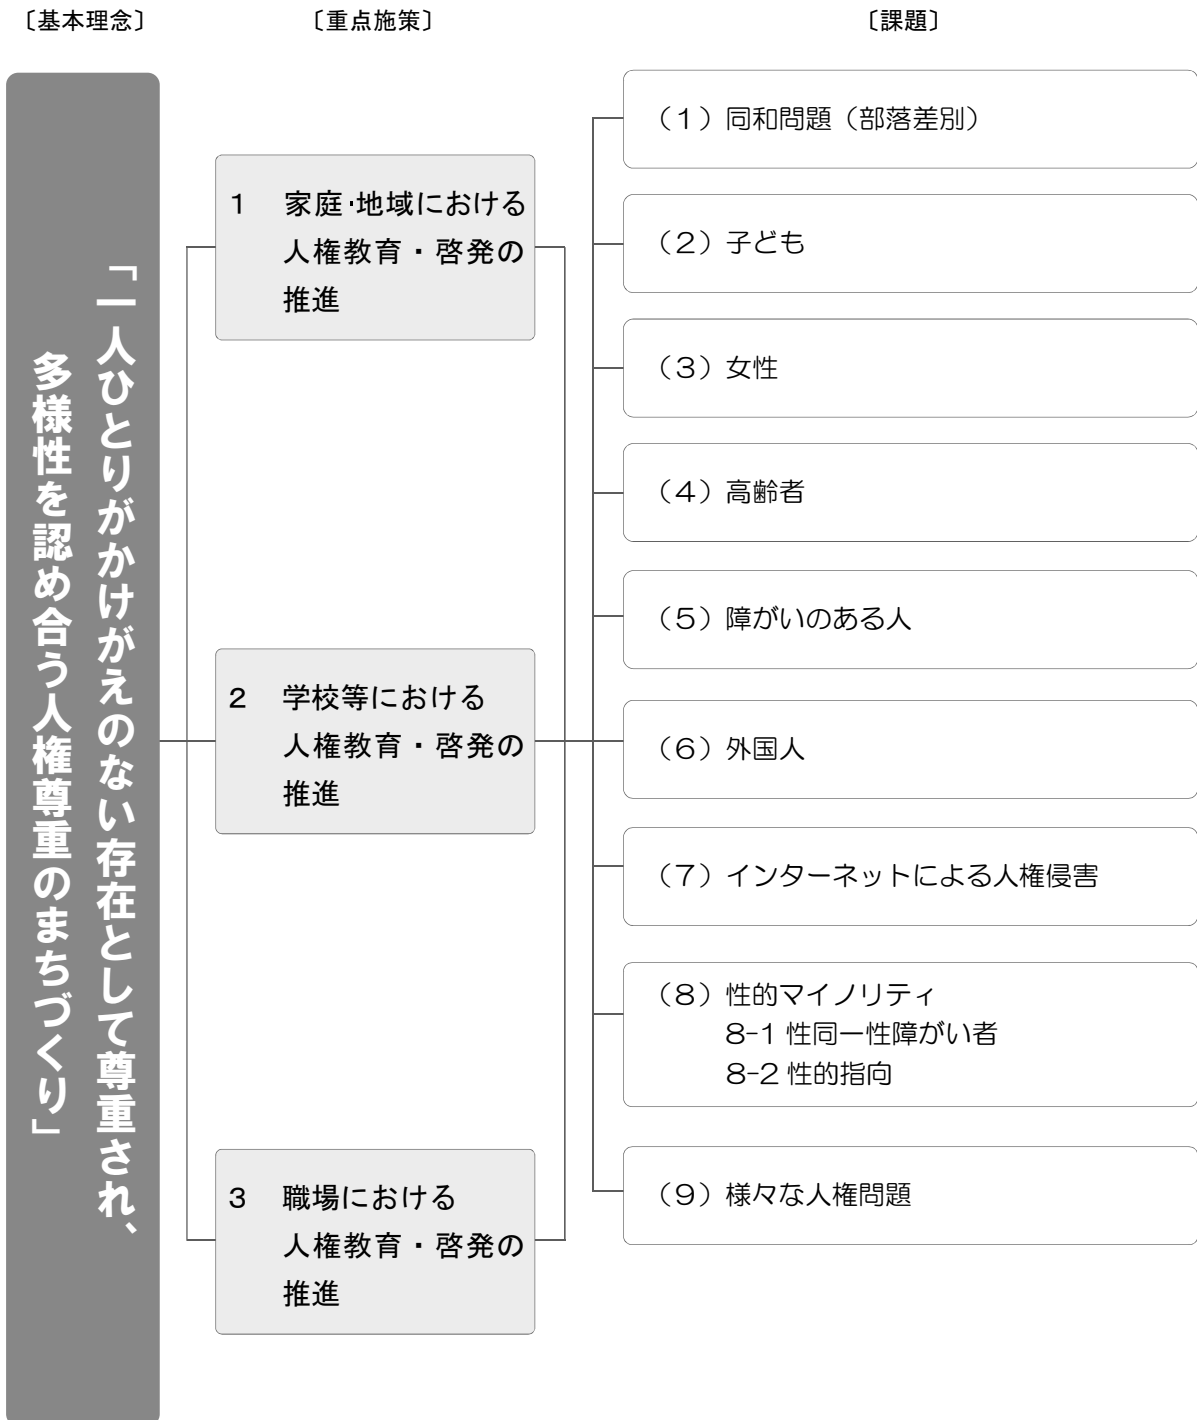 〔基本理念〕
〔重点施策〕
〔課題〕
「一人ひとりがかけがえのない存在として尊重され、
多様性を認め合う人権尊重のまちづくり」
1 家庭・地域における
人権教育・啓発の
推進
2 学校等における
人権教育・啓発の
推進
3 職場における
人権教育・啓発の
推進
（1）同和問題（部落差別）
（2）子ども
（3）女性
（4）高齢者
（5）障がいのある人
（6）外国人
（7）インターネットによる人権侵害
（8）性的マイノリティ
8-1 性同一性障がい者
8-2 性的指向
（9）様々な人権問題